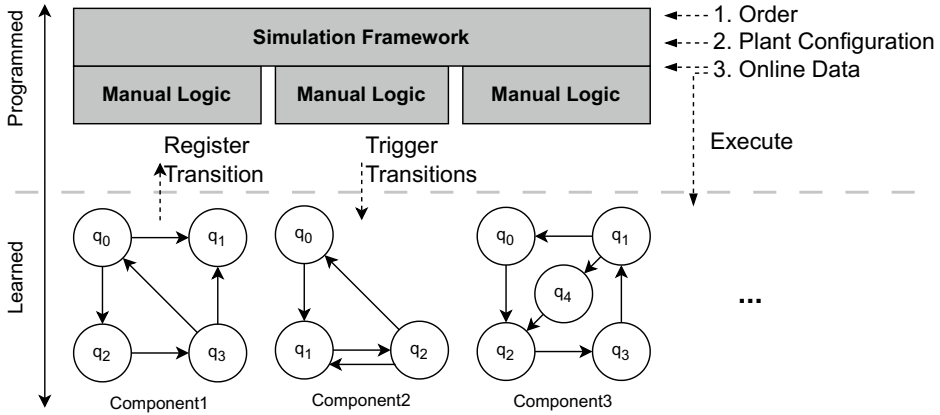 Programmed
Learned
Simulation Framework
Manual Logic
Manual Logic
Manual Logic
1. Order
2. Plant Configuration
3. Online Data
Execute
Register
Transition
Trigger
Transitions
q0
q1
q2
q3
Component1
q0
q1
q2
Component2
q0
q1
q4
q2
q3
Component3
...